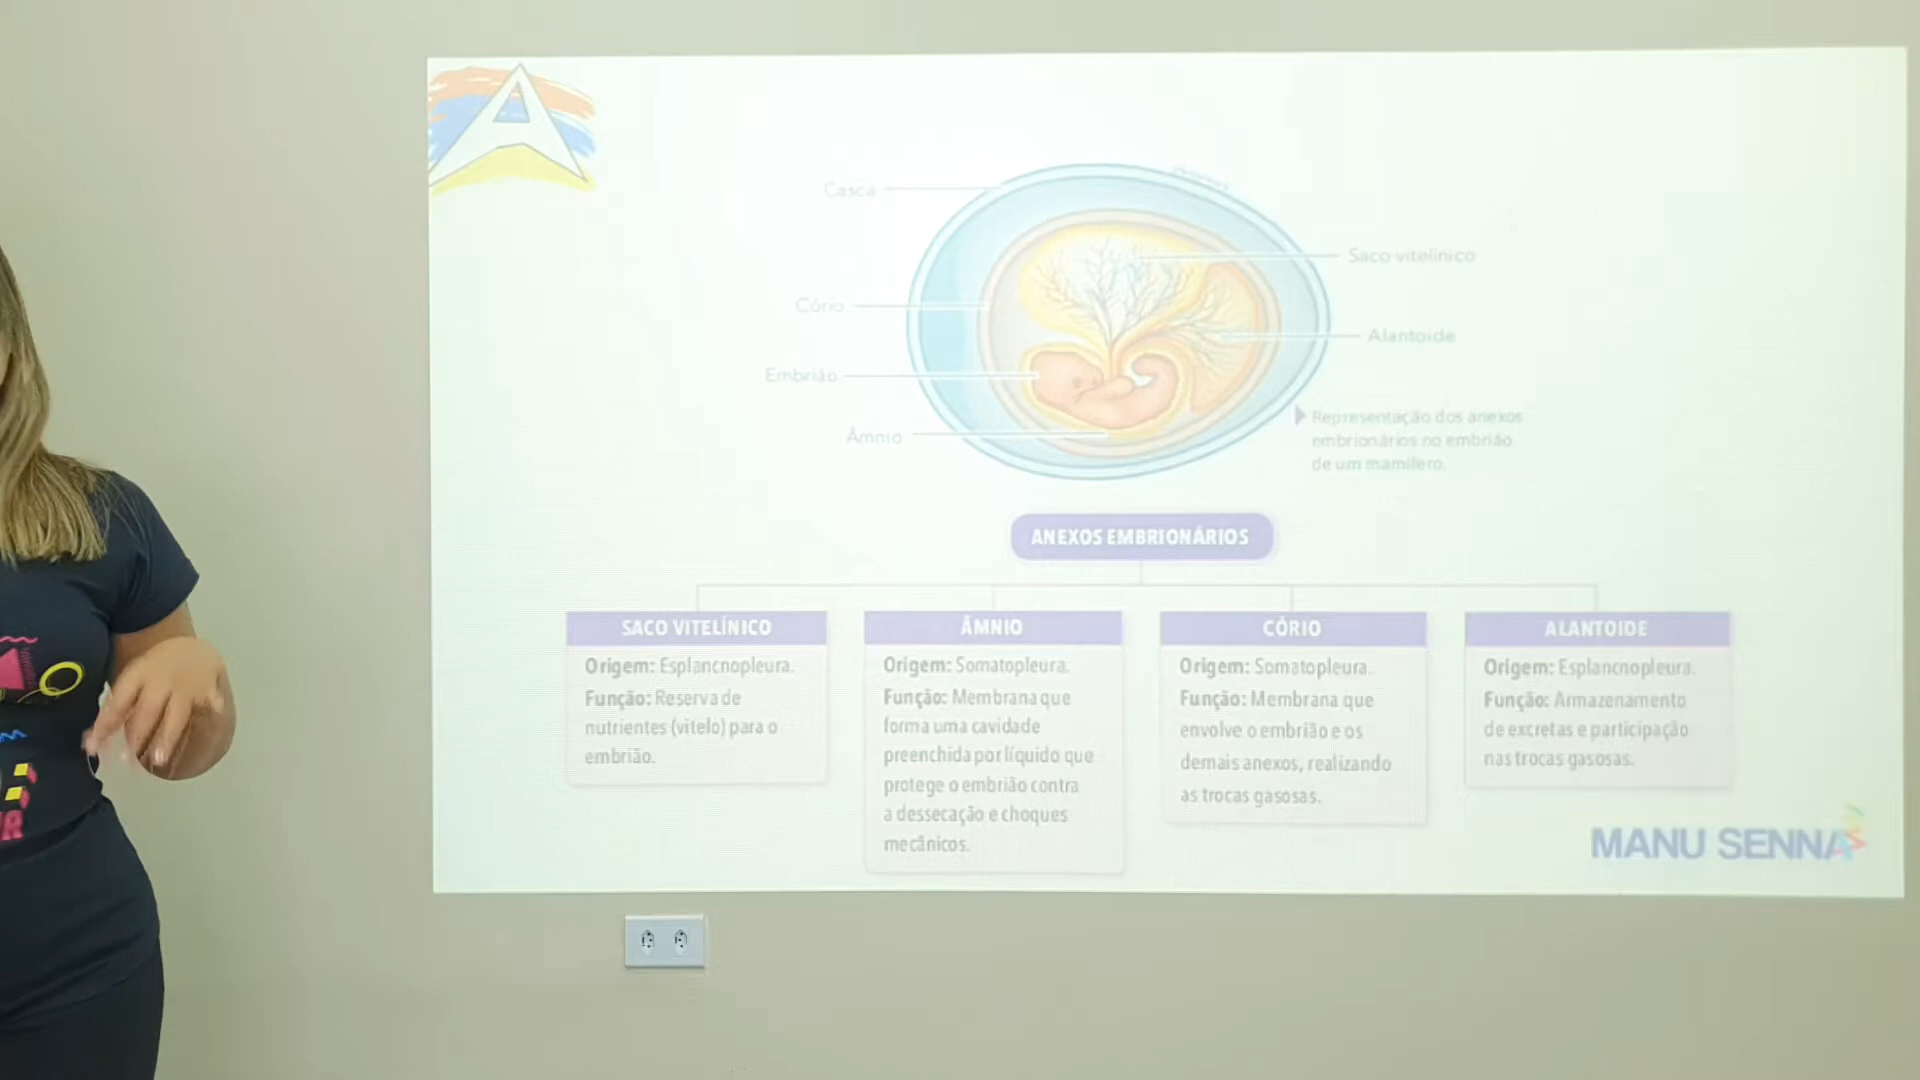 Casca
Saco vitelínico
Cório
Alantoide
Embrião
Âmnio
Representação dos anexos
embrionários no embrião
de um mamífero.
ANEXOS EMBRIONÁRIOS
SACO VITELÍNICO
Origem: Esplancnopleura.
Função: Reserva de
nutrientes (vitelo) para o
embrião.
ÂMNIO
Origem: Somatopleura.
Função: Membrana que
forma uma cavidade
preenchida por líquido que
protege o embrião contra
a dessecação e choques
mecânicos.
CÓRIO
Origem: Somatopleura.
Função: Membrana que
envolve o embrião e os
demais anexos, realizando
as trocas gasosas.
ALANTOIDE
Origem: Esplancnopleura.
Função: Armazenamento
de excretas e participação
nas trocas gasosas.
MANU SENNA